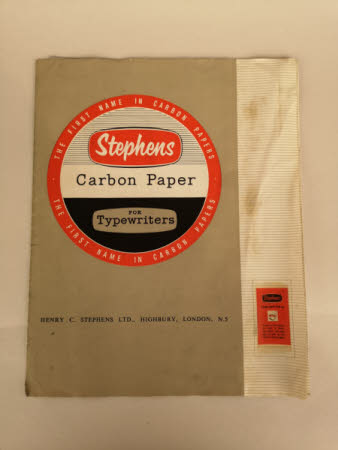 THE FIRST NAME IN CARBON PAPERS
Stephens
Carbon Paper
FOR
Typewriters
THE FIRST NAME IN CARBON PAPERS
HENRY C. STEPHENS LTD., HIGHBURY, LONDON, N.5
Stephens